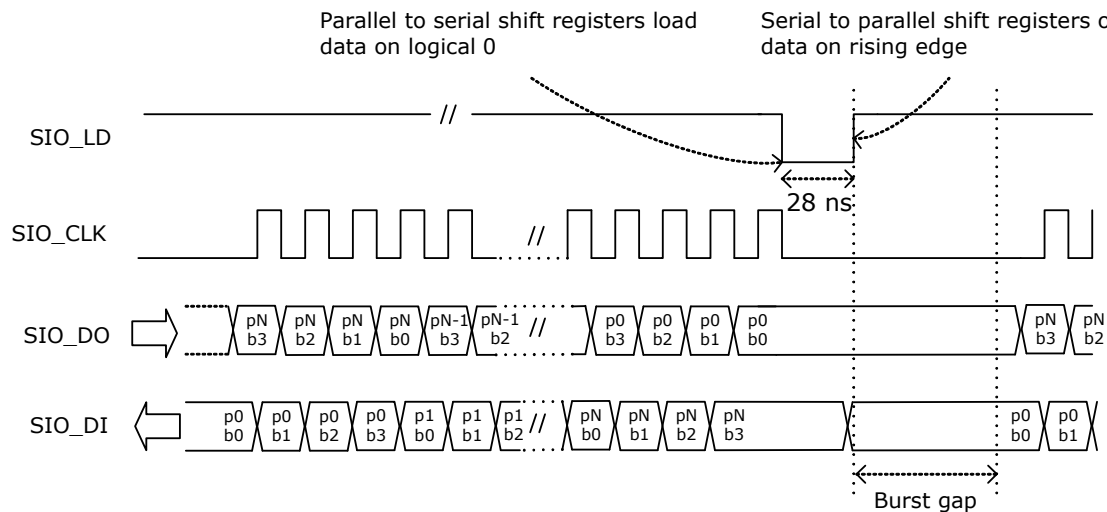 Parallel to serial shift registers load
data on logical 0
Serial to parallel shift registers
data on rising edge
//
SIO_LD
28 ns
SIO_CLK
//
SIO_DO
pN b3 pN b2 pN b1 pN b0 pN-1 b3 pN-1 b2 // p0 b3 p0 b2 p0 b1 p0 b0 pN b3 pN b2
SIO_DI
p0 b0 p0 b1 p0 b2 p0 b3 p1 b0 p1 b1 p1 b2 // pN b0 pN b1 pN b2 pN b3 p0 b0 p0 b1
Burst gap